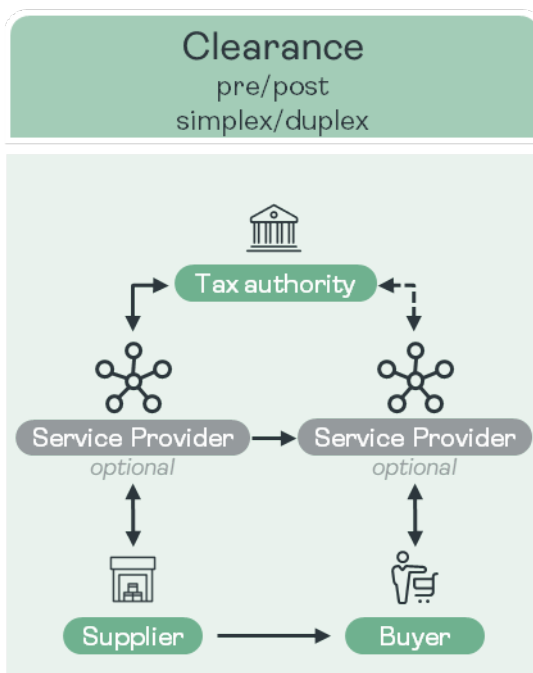 Clearance
pre/post
simplex/duplex
Tax authority
Service Provider
Service Provider
optional
optional
Supplier
Buyer